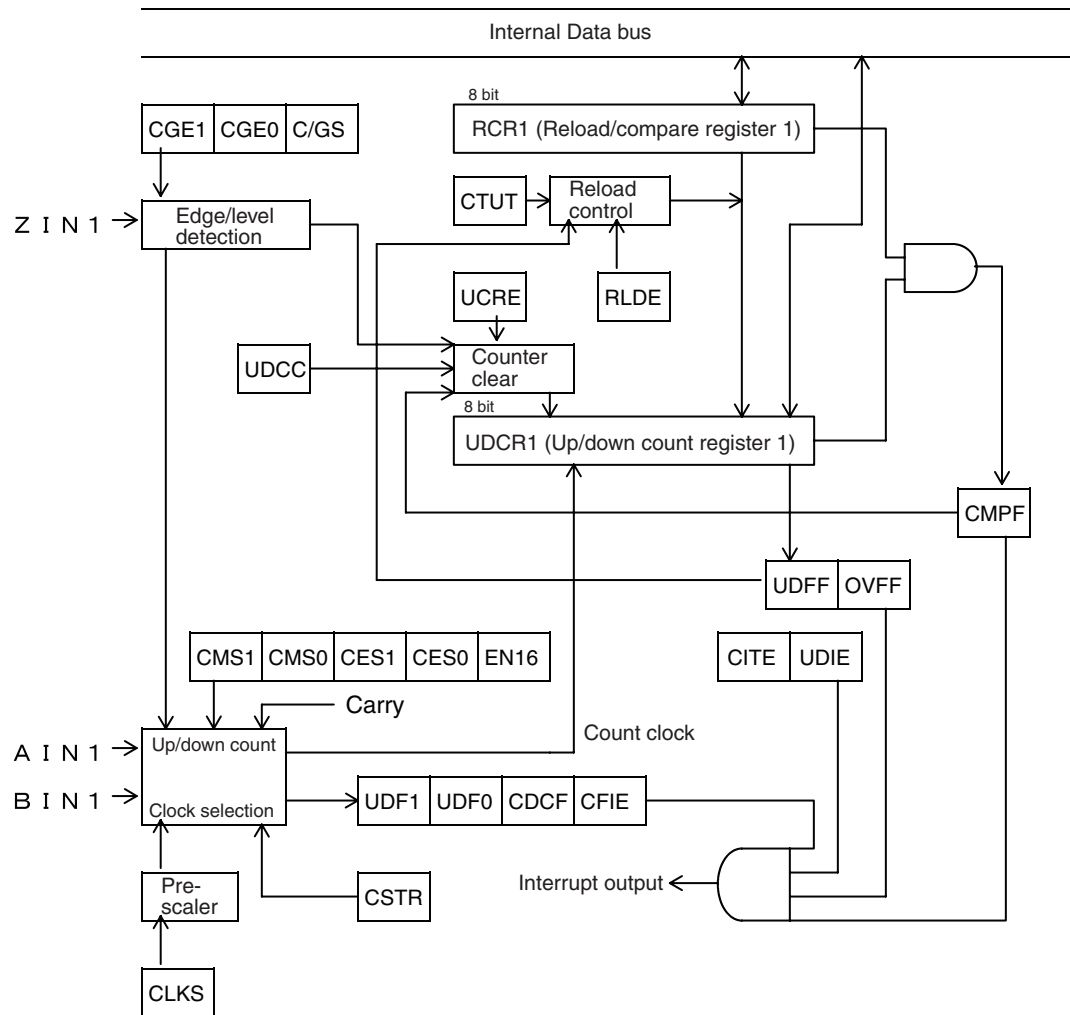 Internal Data bus
8 bit
CGE1 CGE0 C/GS
RCR1 (Reload/compare register 1)
CTUT
Reload
control
ZIN1
Edge/level
detection
UCRE
RLDE
UDCC
Counter
clear
8 bit
UDCR1 (Up/down count register 1)
CMPF
UDFF OVFF
CMS1 CMS0 CES1 CES0 EN16
CITE UDIE
Carry
Count clock
AIN1
Up/down count
BIN1
Clock selection
UDF1 UDF0 CDCF CFIE
Pre-
scaler
CSTR
Interrupt output
CLKS